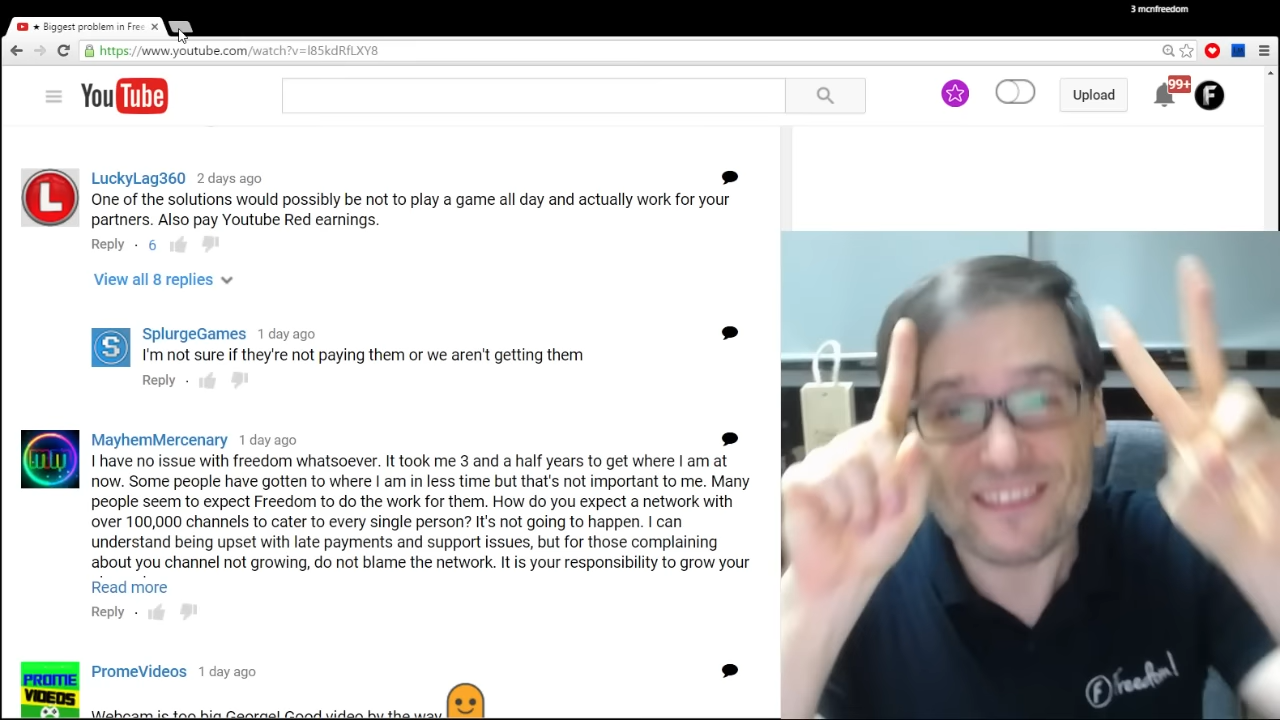 3 mcnfreedom
★ Biggest problem in Free
https://www.youtube.com/watch?v=l85kdRfLXY8
YouTube
Upload
99+
F
LuckyLag360 2 days ago
One of the solutions would possibly be not to play a game all day and actually work for your
partners. Also pay Youtube Red earnings.
Reply · 6
View all 8 replies
SplurgeGames 1 day ago
I'm not sure if they're not paying them or we aren't getting them
Reply ·
MayhemMercenary 1 day ago
I have no issue with freedom whatsoever. It took me 3 and a half years to get where I am at
now. Some people have gotten to where I am in less time but that's not important to me. Many
people seem to expect Freedom to do the work for them. How do you expect a network with
over 100,000 channels to cater to every single person? It's not going to happen. I can
understand being upset with late payments and support issues, but for those complaining
about you channel not growing, do not blame the network. It is your responsibility to grow your
Read more
Reply ·
PROME
VIDEOS
PromeVideos 1 day ago
Webcam is too big George! Good video by the way
L
S
F Freedom!